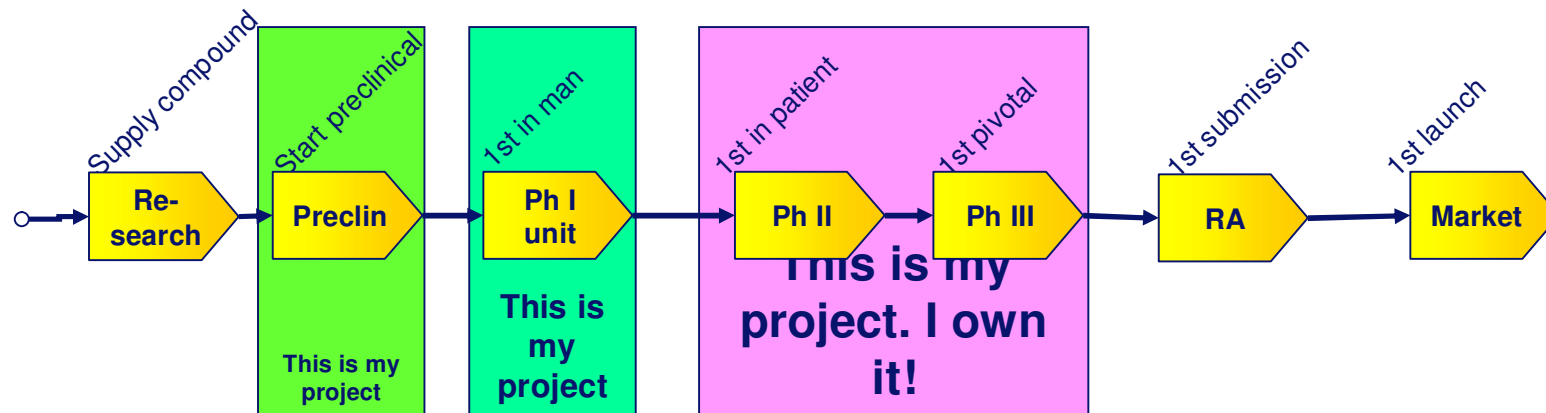 Supply compound
Start preclinical
1st in man
1st in patient
1st pivotal
1st submission
1st launch
Re-
search
Preclin
Ph I
unit
Ph II
Ph III
RA
Market
This is my
project
This is
my
project
This is my
project. I own
it!